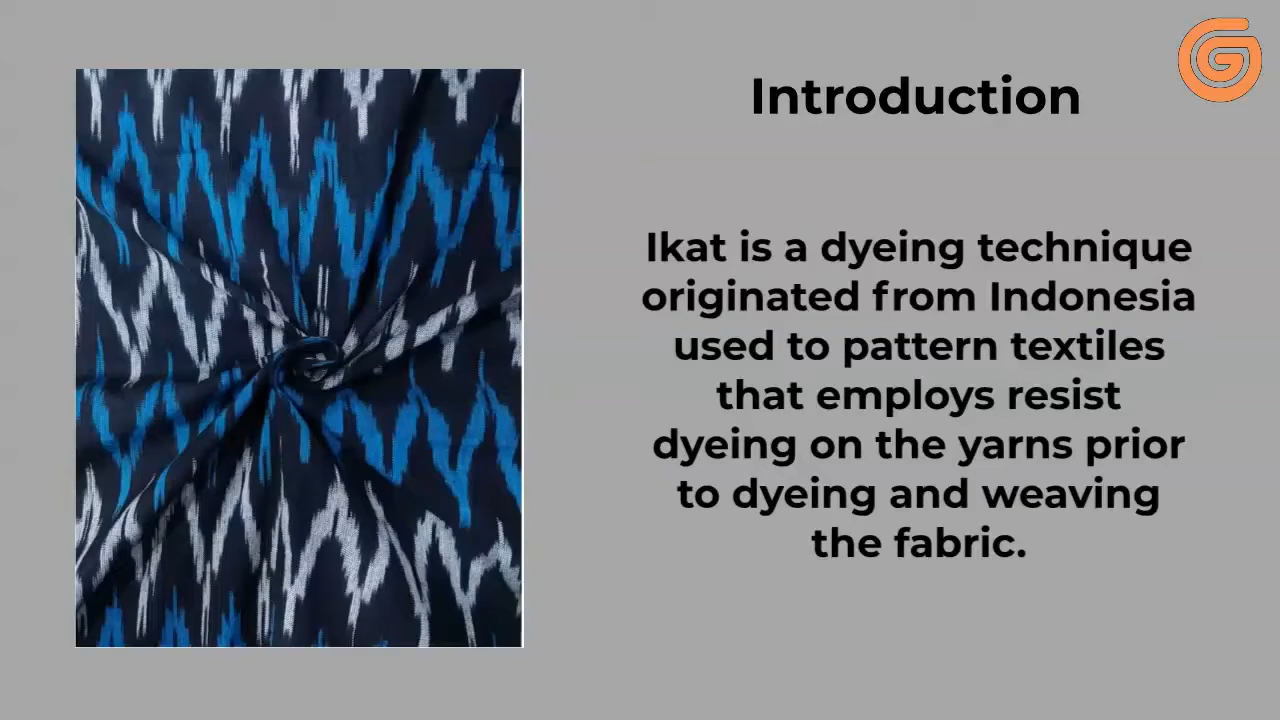 Introduction
Ikat is a dyeing technique
originated from Indonesia
used to pattern textiles
that employs resist
dyeing on the yarns prior
to dyeing and weaving
the fabric.